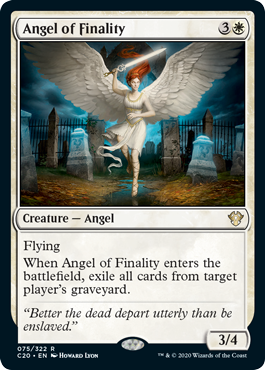 Angel of Finality 3
Creature — Angel
Flying
When Angel of Finality enters the
battlefield, exile all cards from target
player's graveyard.
"Better the dead depart utterly than be
enslaved."
3/4
075/322 R
C20 • EN Howard Lyon
™ & © 2020 Wizards of the Coast